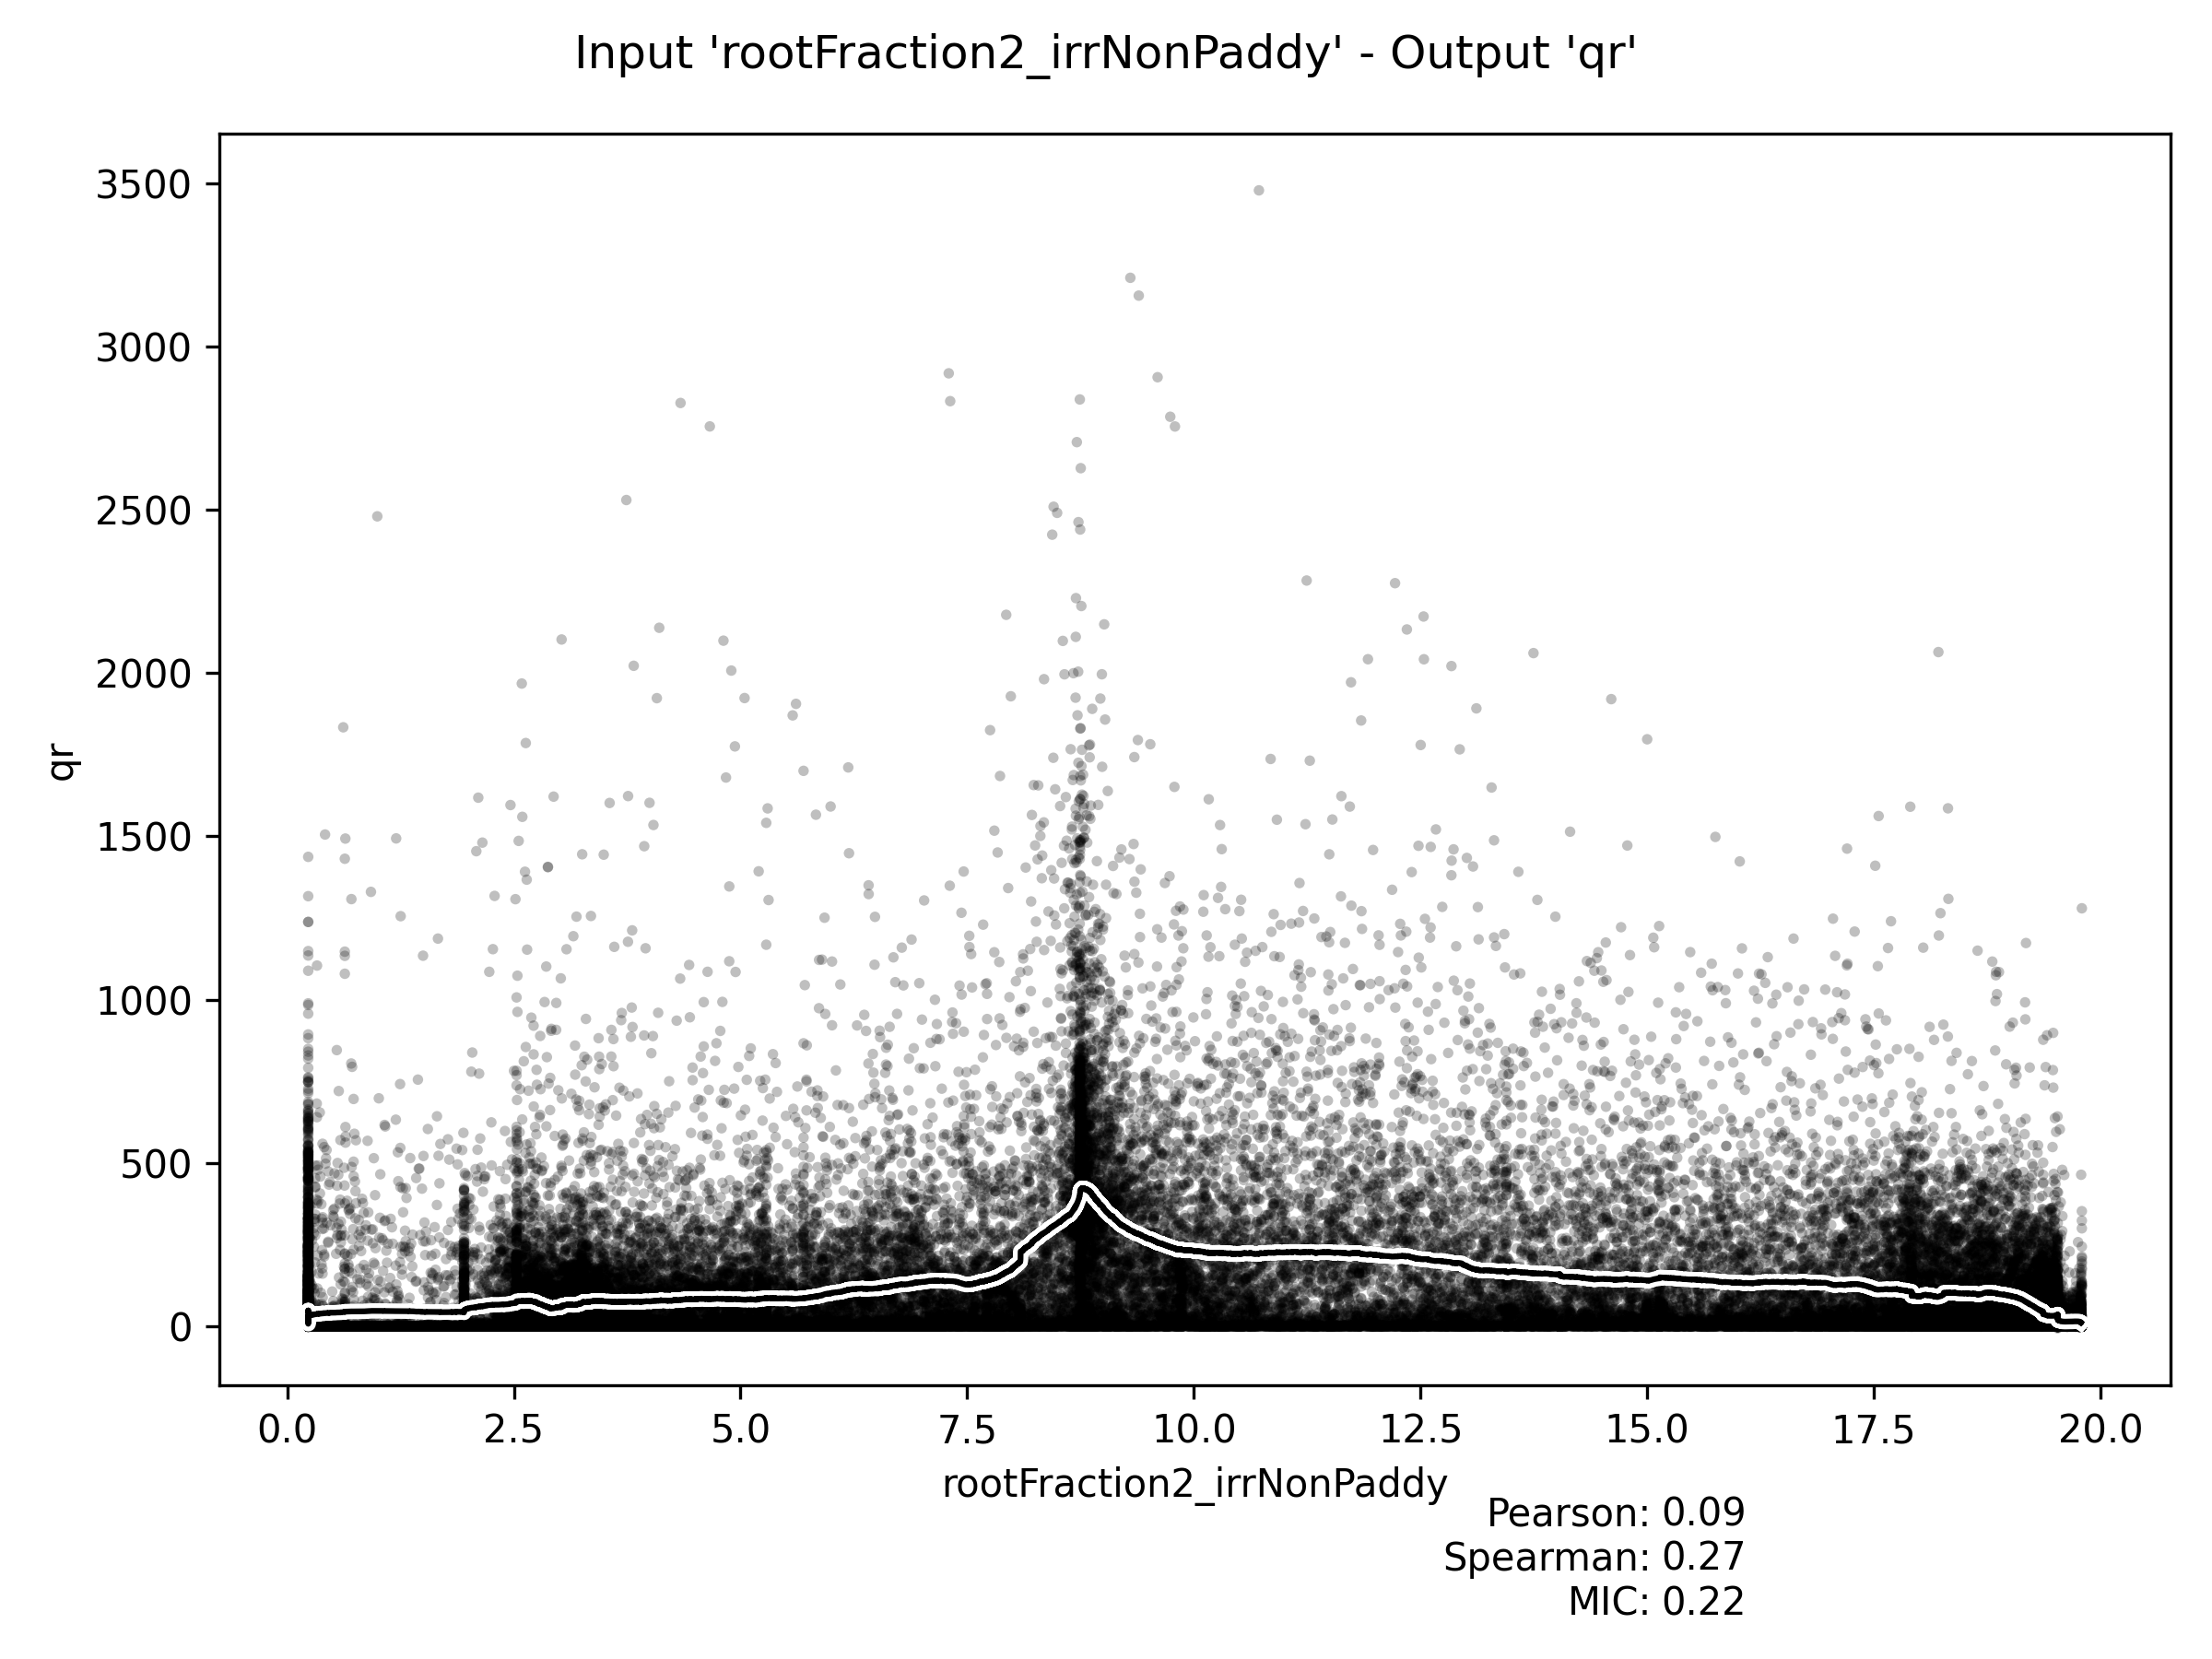 Input 'rootFraction2_irrNonPaddy' - Output 'qr'
3500
3000
2500
2000
1500
1000
500
0
qr
0.0 2.5 5.0 7.5 10.0 12.5 15.0 17.5 20.0
rootFraction2_irrNonPaddy
Pearson: 0.09
Spearman: 0.27
MIC: 0.22